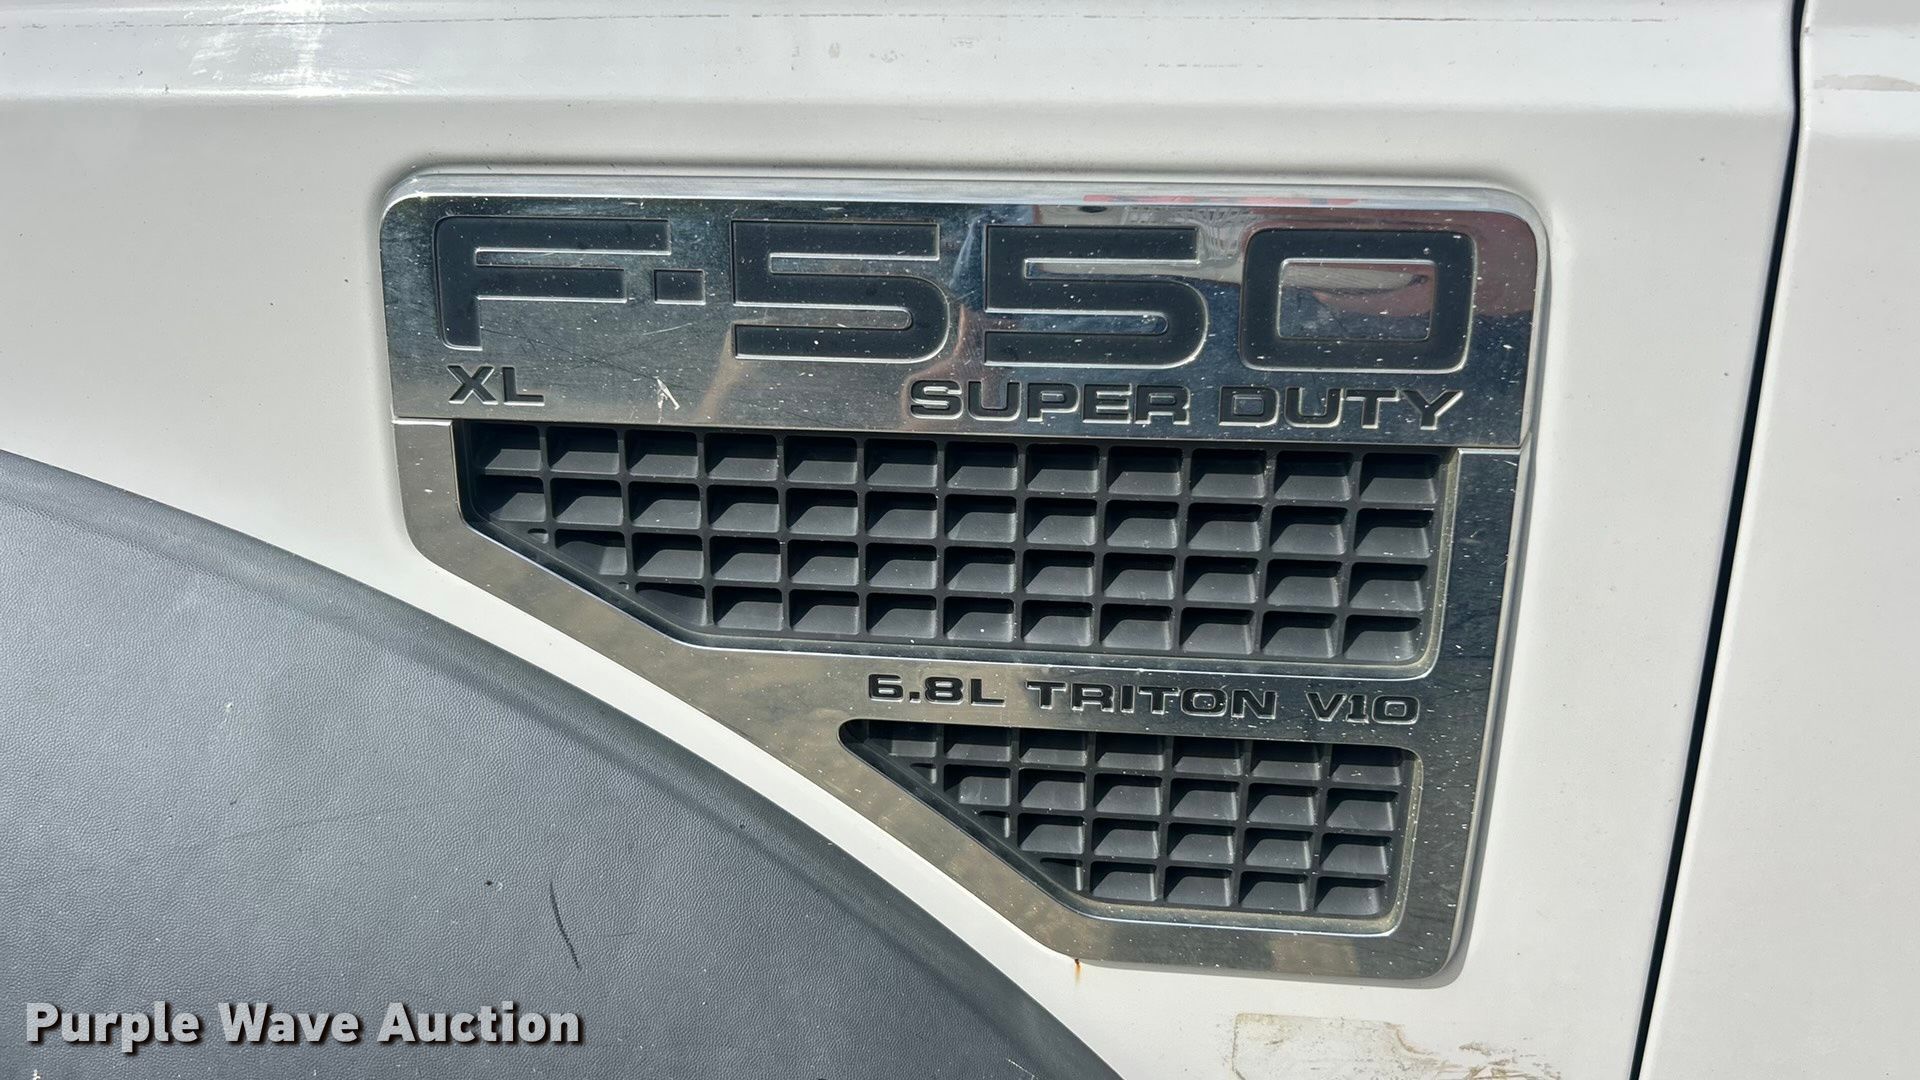 F-550
XL SUPER DUTY
6.8L TRITON V10
Purple Wave Auction